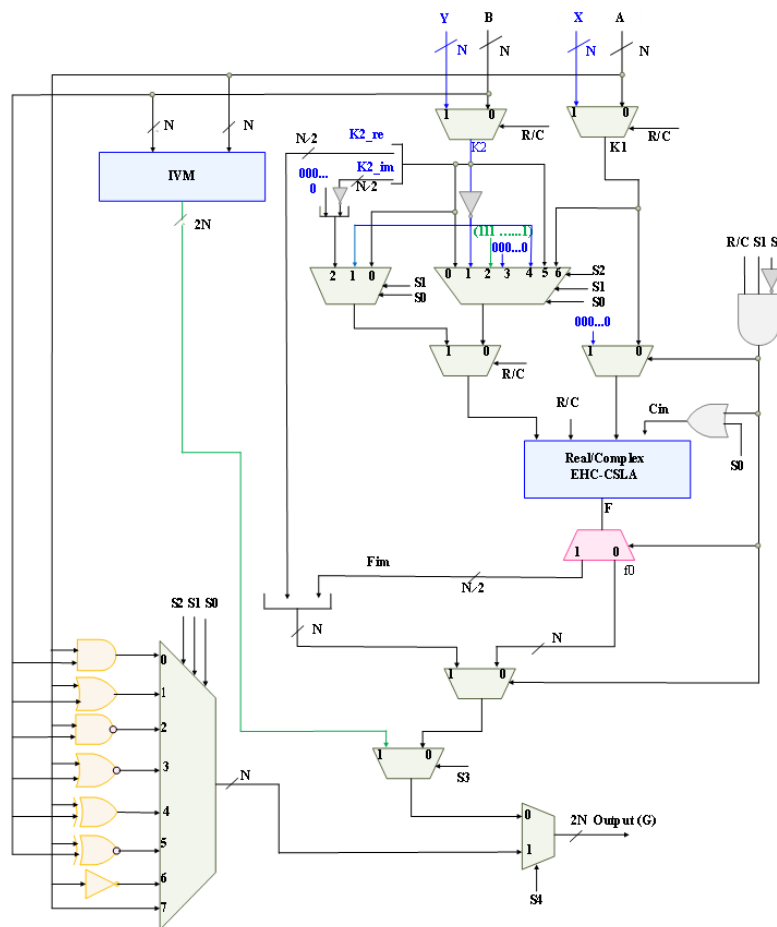 Y B X A
N N N N
1 0 1 0
R/C R/C
K2 K1
N N
IVM
2N
K2_re
N/2
K2_im
N/2
000...
0
(111 ......1)
000...0
2 1 0
0 1 2 3 4 5 6
S1
S0
S2
S1
S0
R/C S1 S
000...0
1 0
R/C
1 0
R/C
Cin
S0
Real/Complex
EHC-CSLA
F
1 0
f0
Fim
N/2
N
N
1 0
S2 S1 S0
0
1
2
3
4
5
6
7
N
1 0
S3
0
1
2N Output (G)
S4